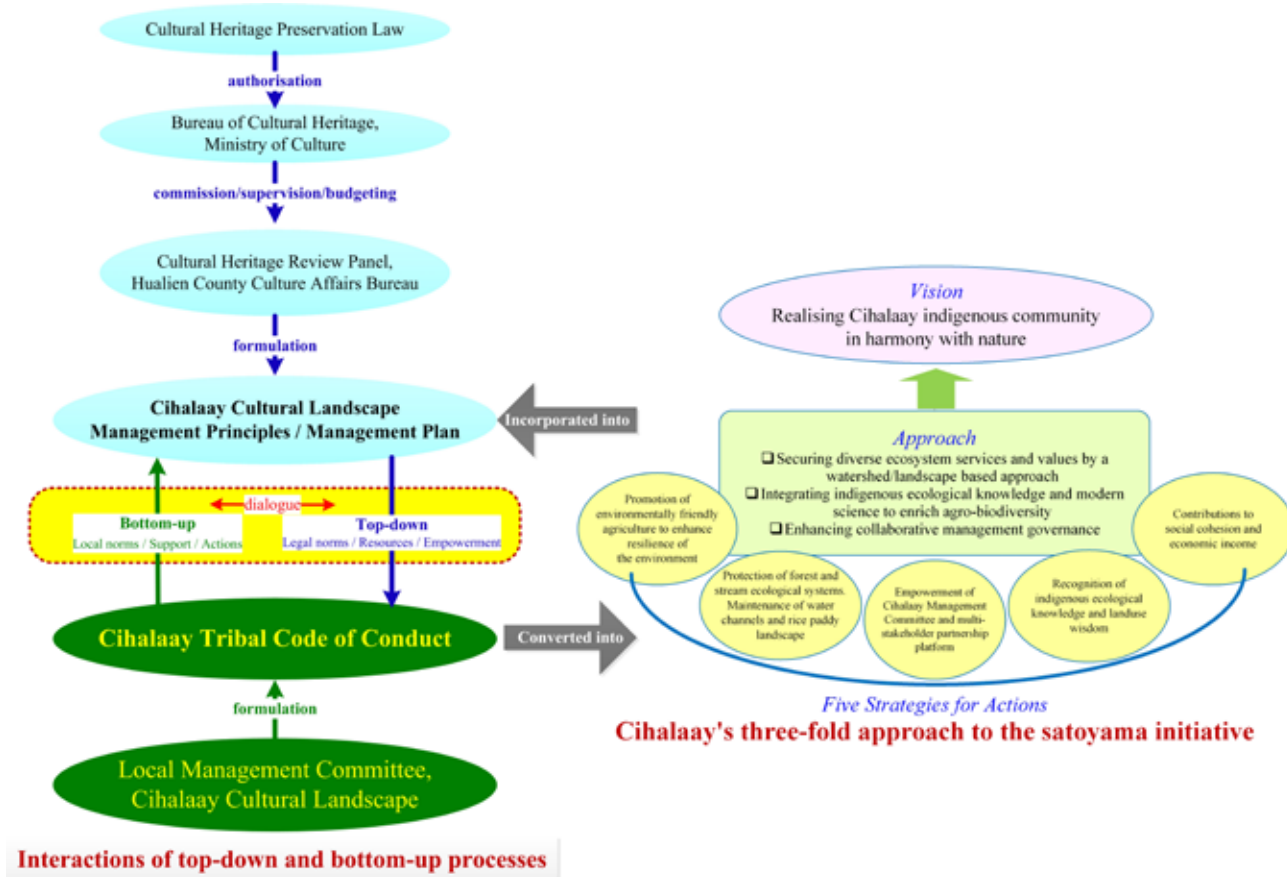 Cultural Heritage Preservation Law
authorisation
Bureau of Cultural Heritage,
Ministry of Culture
commission/supervision/budgeting
Cultural Heritage Review Panel,
Hualien County Culture Affairs Bureau
formulation
Cihalaay Cultural Landscape
Management Principles / Management Plan
dialogue
Bottom-up
Local norms / Support / Actions
Top-down
Legal norms / Resources / Empowerment
Cihalaay Tribal Code of Conduct
formulation
Local Management Committee,
Cihalaay Cultural Landscape
Interactions of top-down and bottom-up processes
Incorporated into
Converted into
Vision
Realising Cihalaay indigenous community
in harmony with nature
Approach
❑Securing diverse ecosystem services and values by a
watershed/landscape based approach
❑Integrating indigenous ecological knowledge and modern
science to enrich agro-biodiversity
❑Enhancing collaborative management governance
Promotion of
environmentally friendly
agriculture to enhance
resilience of
the environment
Protection of forest and
stream ecological systems.
Maintenance of water
channels and rice paddy
landscape
Empowerment of
Cihalaay Management
Committee and multi-
stakeholder partnership
platform
Recognition of
indigenous ecological
knowledge and landuse
wisdom
Contributions to
social cohesion and
economic income
Five Strategies for Actions
Cihalaay's three-fold approach to the satoyama initiative